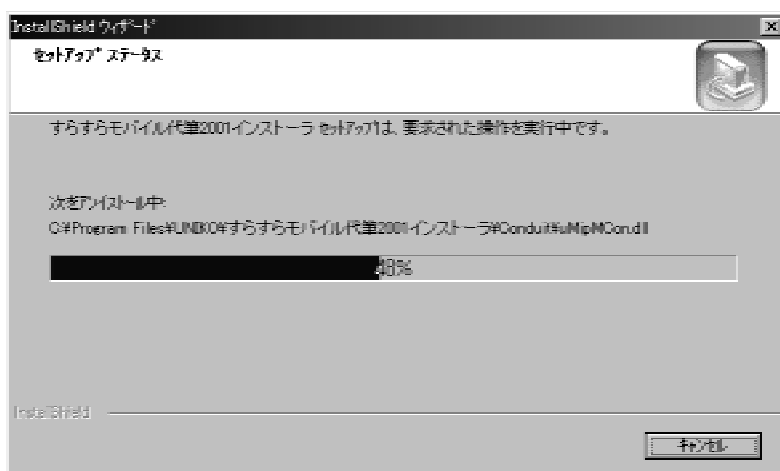 InstallShield ウィザード
セットアップ ステータス
すらすらモバイル代筆2001インストーラ セットアップは、要求された操作を実行中です。
次をアンイストール中:
C:¥Program Files¥UNIKO¥すらすらモバイル代筆2001インストーラ¥Conduit¥uMipMCon.dll
48%
InstallShield
キャンセル